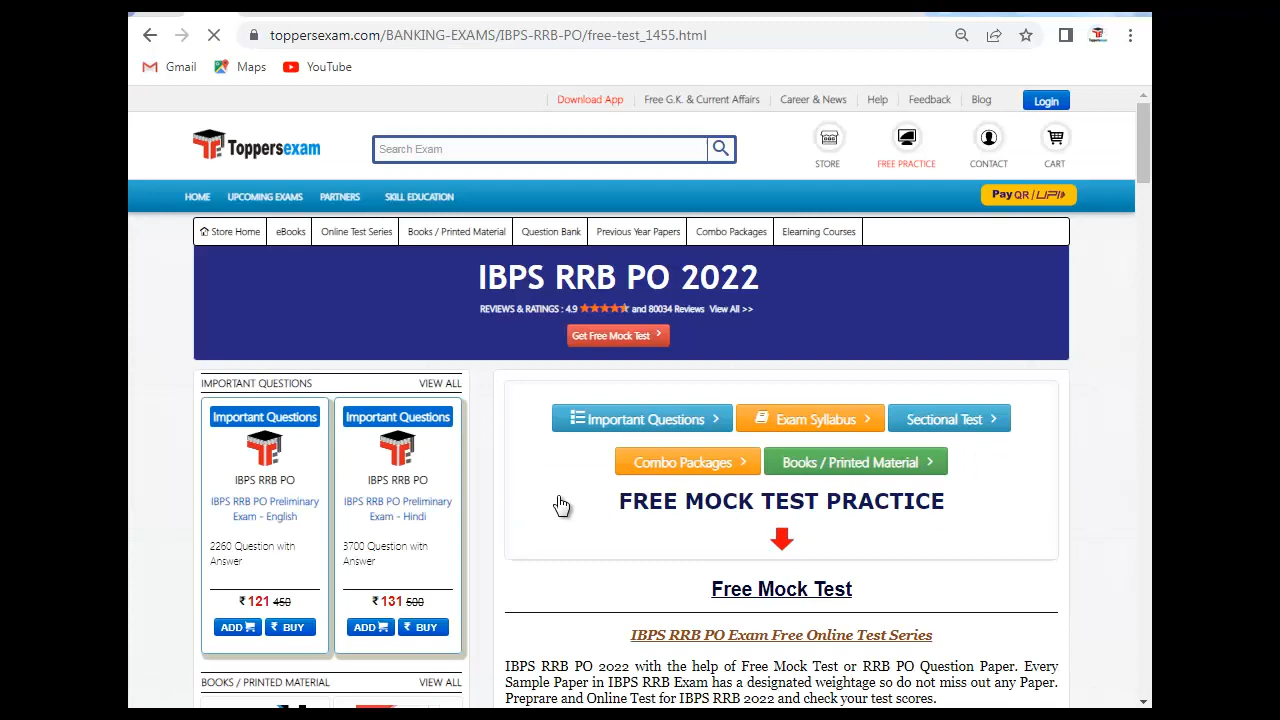 toppersexam.com/BANKING-EXAMS/IBPS-RRB-PO/free-test_1455.html
Gmail Maps YouTube
Download App Free G.K. & Current Affairs Career & News Help Feedback Blog Login
Toppersexam Search Exam STORE FREE PRACTICE CONTACT CART
HOME UPCOMING EXAMS PARTNERS SKILL EDUCATION Pay QR / UPI
Store Home eBooks Online Test Series Books / Printed Material Question Bank Previous Year Papers Combo Packages Elearning Courses
IBPS RRB PO 2022
REVIEWS & RATINGS : 4.9 and 80034 Reviews View All >>
Get Free Mock Test
IMPORTANT QUESTIONS VIEW ALL
Important Questions
IBPS RRB PO
IBPS RRB PO Preliminary
Exam - English
2260 Question with
Answer
₹ 121 450
ADD ₹ BUY
Important Questions
IBPS RRB PO
IBPS RRB PO Preliminary
Exam - Hindi
3700 Question with
Answer
₹ 131 500
ADD ₹ BUY
BOOKS / PRINTED MATERIAL VIEW ALL
Important Questions Exam Syllabus Sectional Test
Combo Packages Books / Printed Material
FREE MOCK TEST PRACTICE
Free Mock Test
IBPS RRB PO Exam Free Online Test Series
IBPS RRB PO 2022 with the help of Free Mock Test or RRB PO Question Paper. Every
Sample Paper in IBPS RRB Exam has a designated weightage so do not miss out any Paper.
Preprare and Online Test for IBPS RRB 2022 and check your test scores.